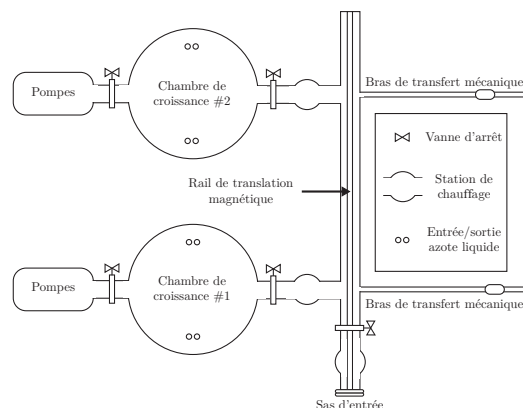 Pompes
Chambre de
croissance #2
Bras de transfert mécanique
Vanne d'arrêt
Station de
chauffage
Rail de translation
magnétique
Entrée/sortie
azote liquide
Pompes
Chambre de
croissance #1
Bras de transfert mécanique
Sas d'entrée